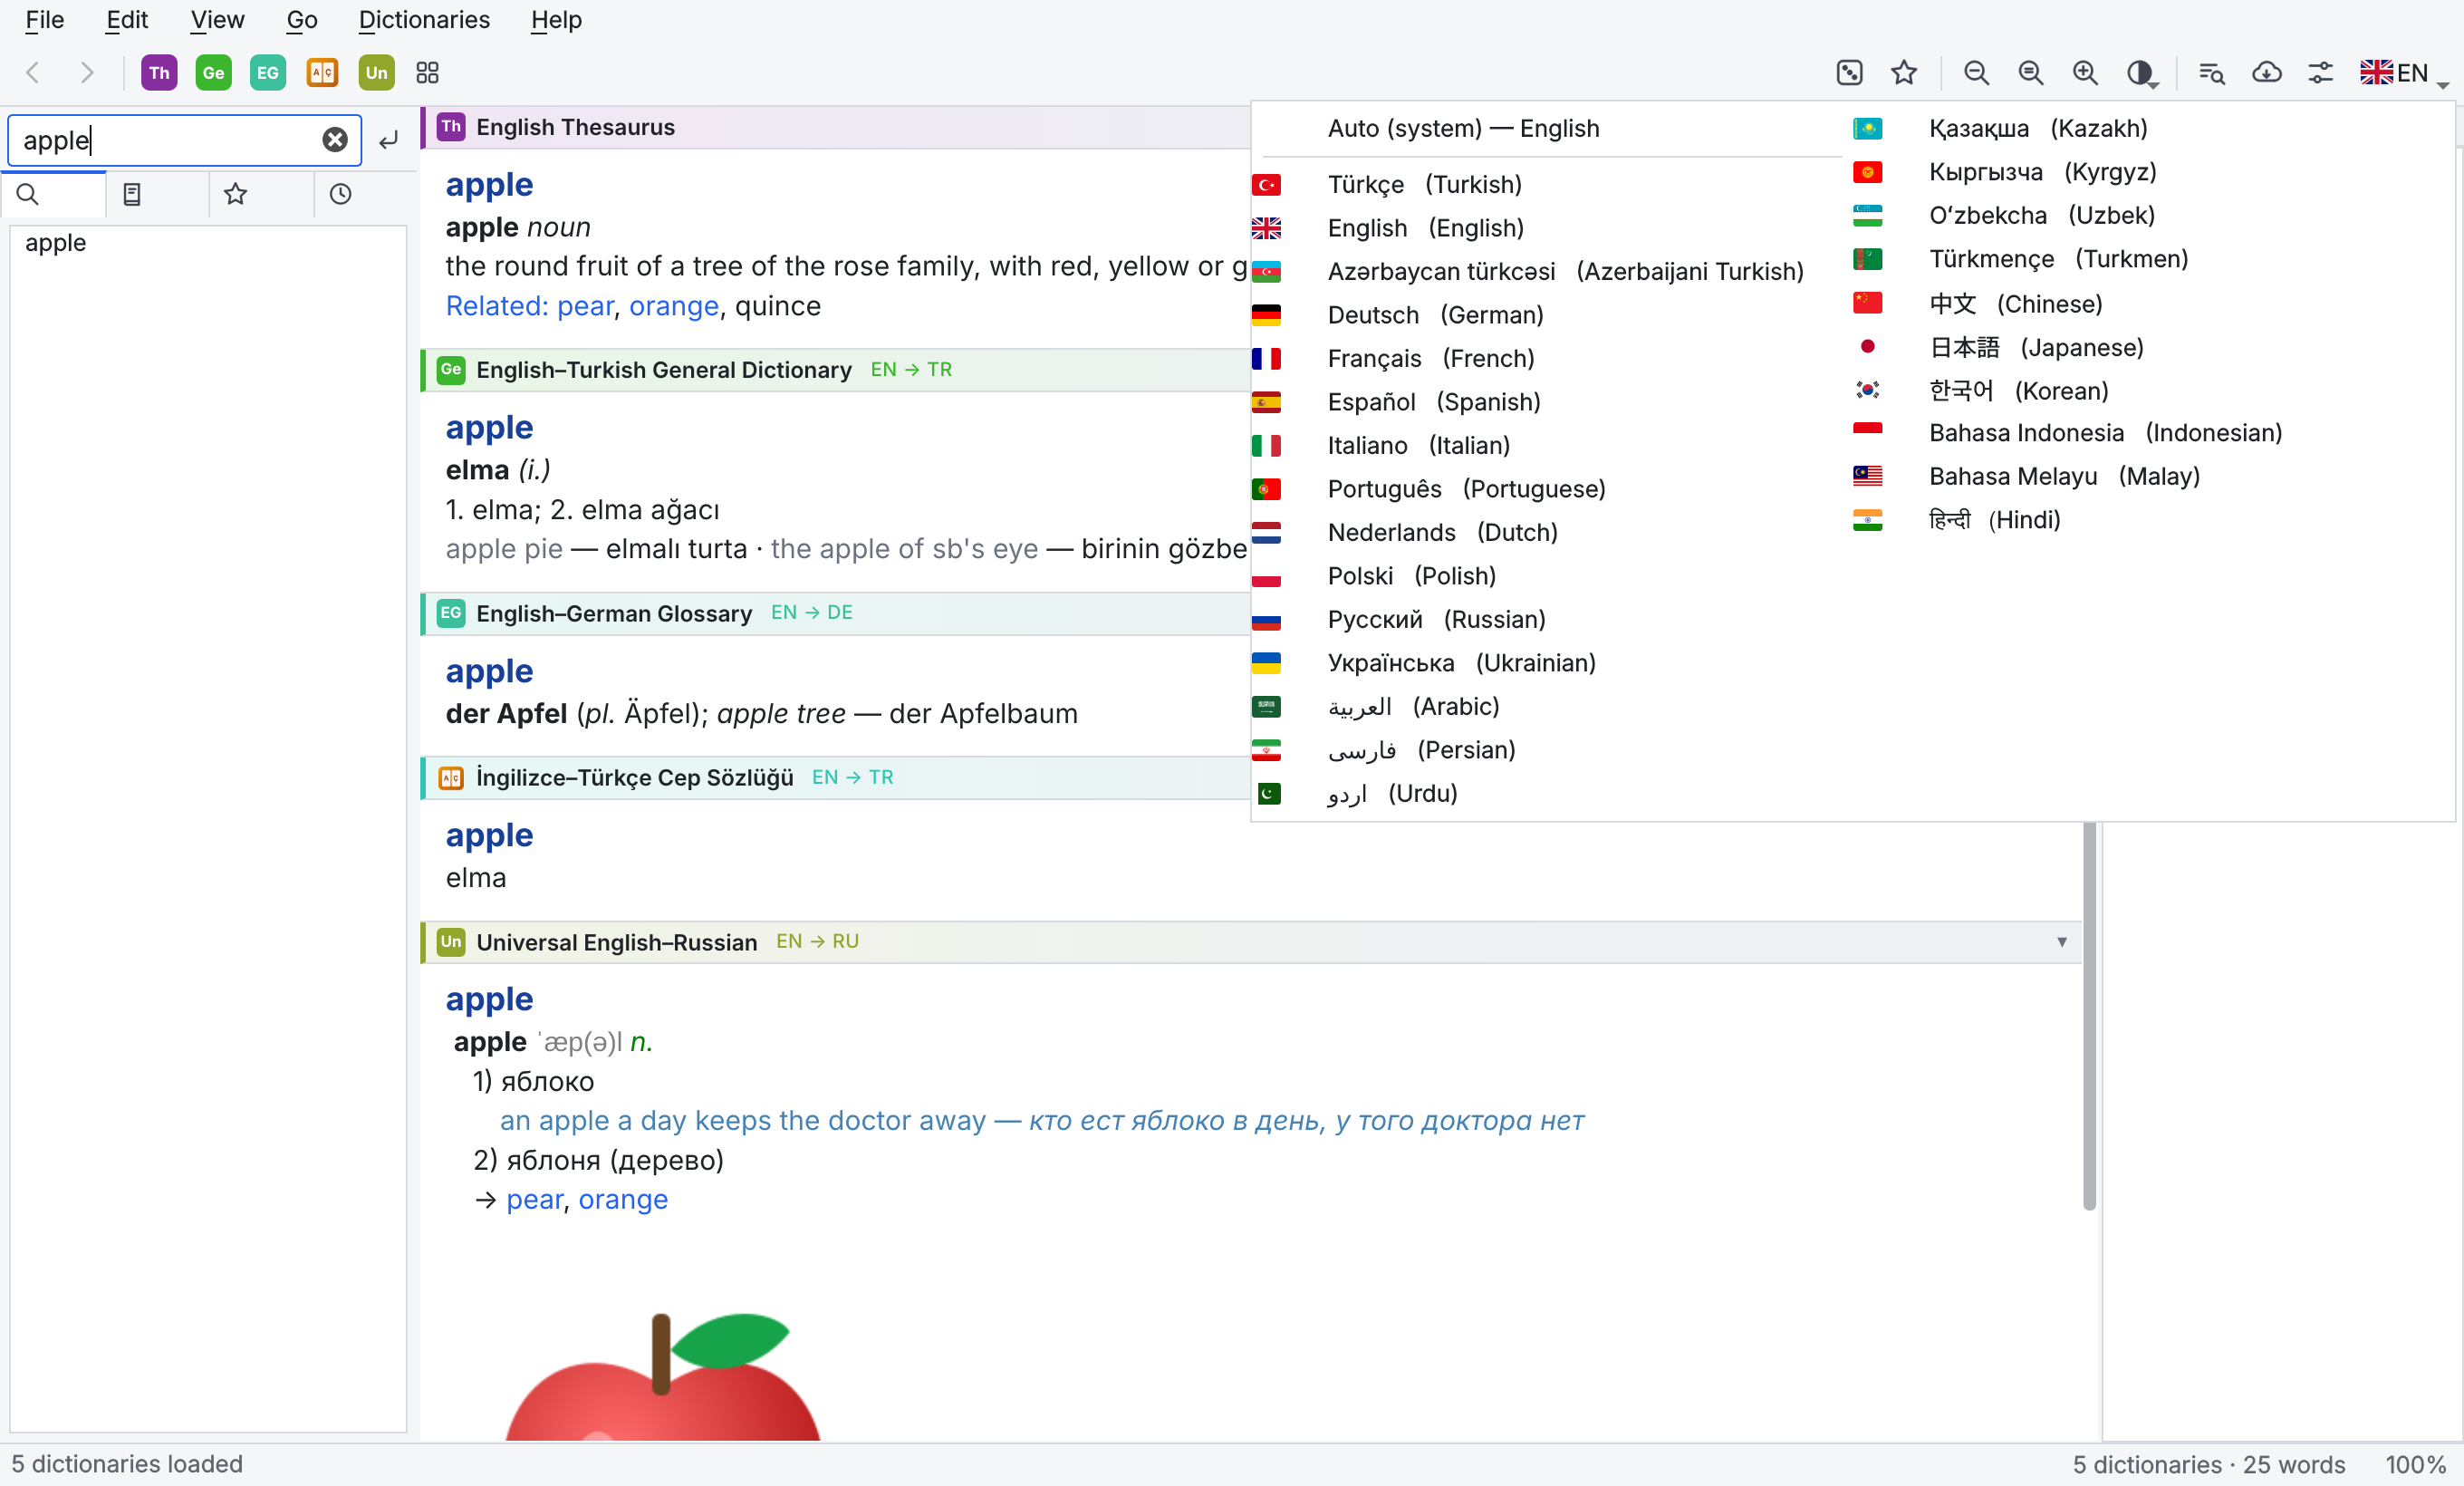 File Edit View Go Dictionaries Help
Th Ge EG AÇ Un EN
apple
apple
Th English Thesaurus
apple
apple noun
the round fruit of a tree of the rose family, with red, yellow or g
Related: pear, orange, quince
Ge English–Turkish General Dictionary EN → TR
apple
elma (i.)
1. elma; 2. elma ağacı
apple pie — elmalı turta · the apple of sb's eye — birinin gözbe
EG English–German Glossary EN → DE
apple
der Apfel (pl. Äpfel); apple tree — der Apfelbaum
AÇ İngilizce–Türkçe Cep Sözlüğü EN → TR
apple
elma
Un Universal English–Russian EN → RU
apple
apple ˈæp(ə)l n.
1) яблоко
an apple a day keeps the doctor away — кто ест яблоко в день, у того доктора нет
2) яблоня (дерево)
→ pear, orange
Auto (system) — English
Türkçe (Turkish)
English (English)
Azərbaycan türkcəsi (Azerbaijani Turkish)
Deutsch (German)
Français (French)
Español (Spanish)
Italiano (Italian)
Português (Portuguese)
Nederlands (Dutch)
Polski (Polish)
Русский (Russian)
Українська (Ukrainian)
العربية (Arabic)
فارسی (Persian)
اردو (Urdu)
Қазақша (Kazakh)
Кыргызча (Kyrgyz)
Oʻzbekcha (Uzbek)
Türkmençe (Turkmen)
中文 (Chinese)
日本語 (Japanese)
한국어 (Korean)
Bahasa Indonesia (Indonesian)
Bahasa Melayu (Malay)
हिन्दी (Hindi)
5 dictionaries loaded
5 dictionaries · 25 words 100%